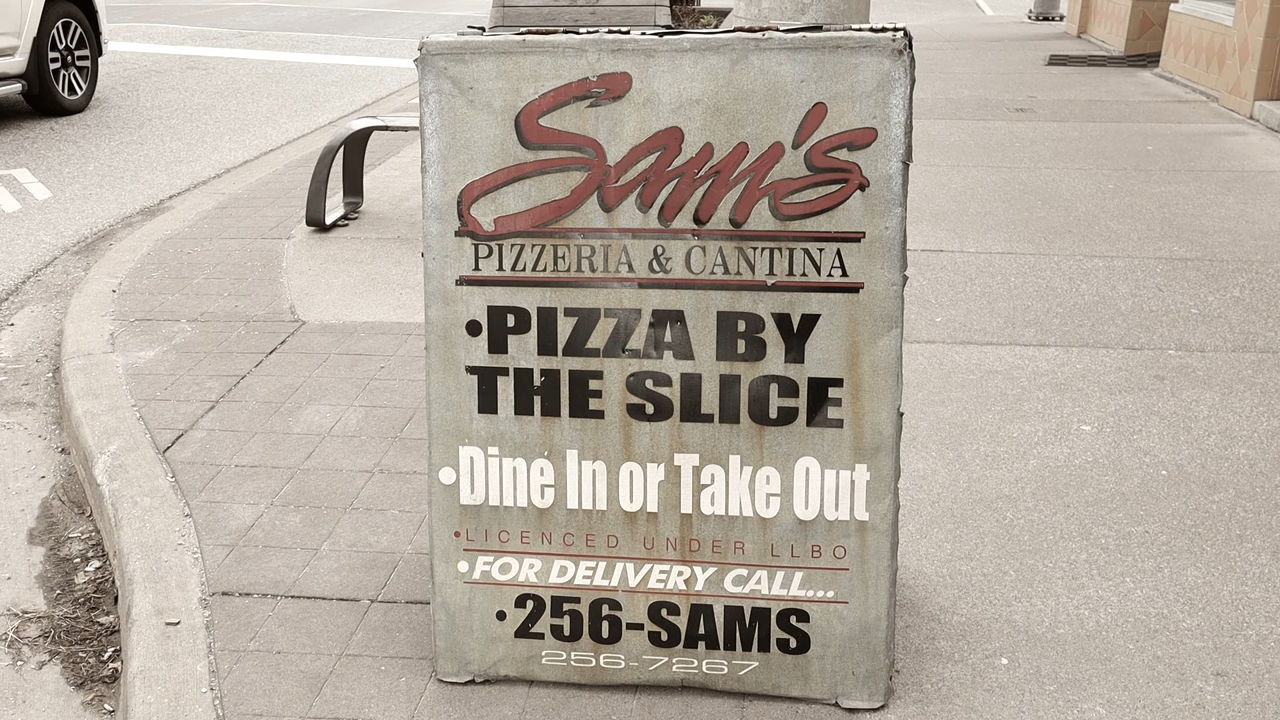 Sam's
PIZZERIA & CANTINA
•PIZZA BY
THE SLICE
•Dine In or Take Out
•LICENCED UNDER LLBO
•FOR DELIVERY CALL...
•256-SAMS
256-7267